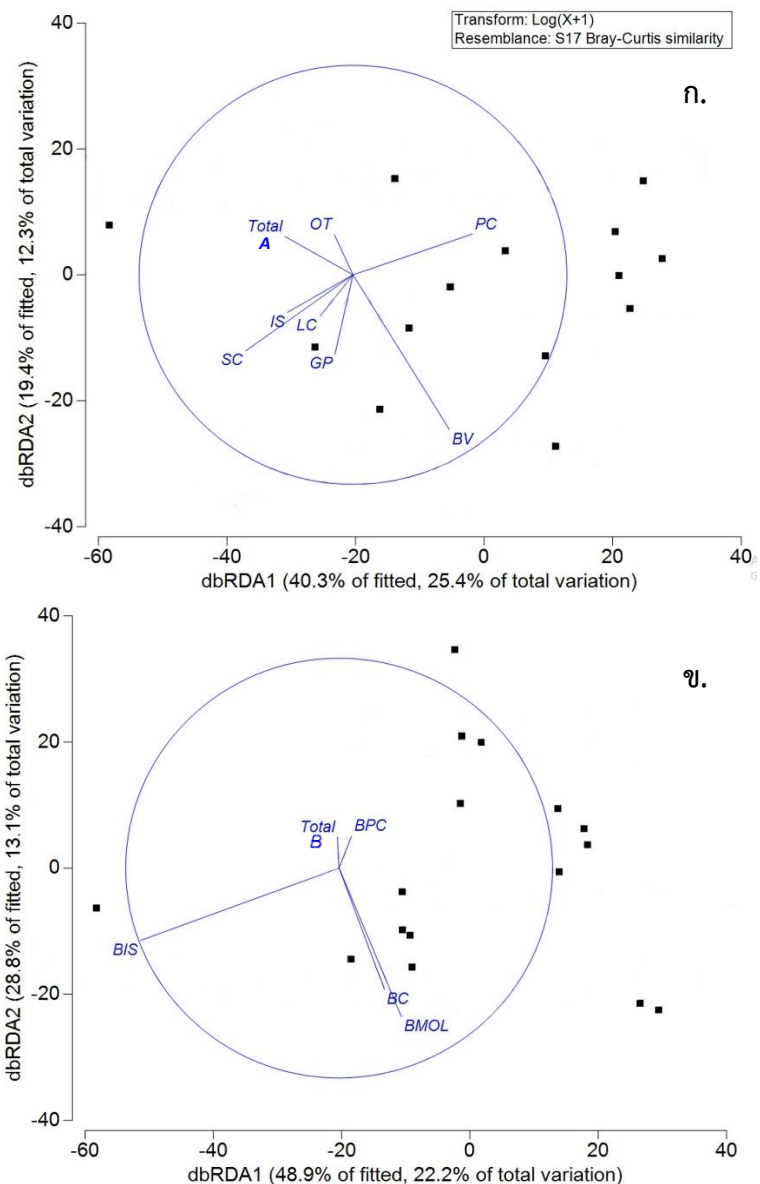 Transform: Log(X+1)
Resemblance: S17 Bray-Curtis similarity
ก.
40
20
0
-20
-40
dbRDA2 (19.4% of fitted, 12.3% of total variation)
Total
A
OT
PC
IS
LC
SC
GP
BV
-60
-40
-20
0
20
40
dbRDA1 (40.3% of fitted, 25.4% of total variation)
ข.
40
20
0
-20
-40
dbRDA2 (28.8% of fitted, 13.1% of total variation)
Total
B
BPC
BIS
BC
BMOL
-60
-40
-20
0
20
40
dbRDA1 (48.9% of fitted, 22.2% of total variation)